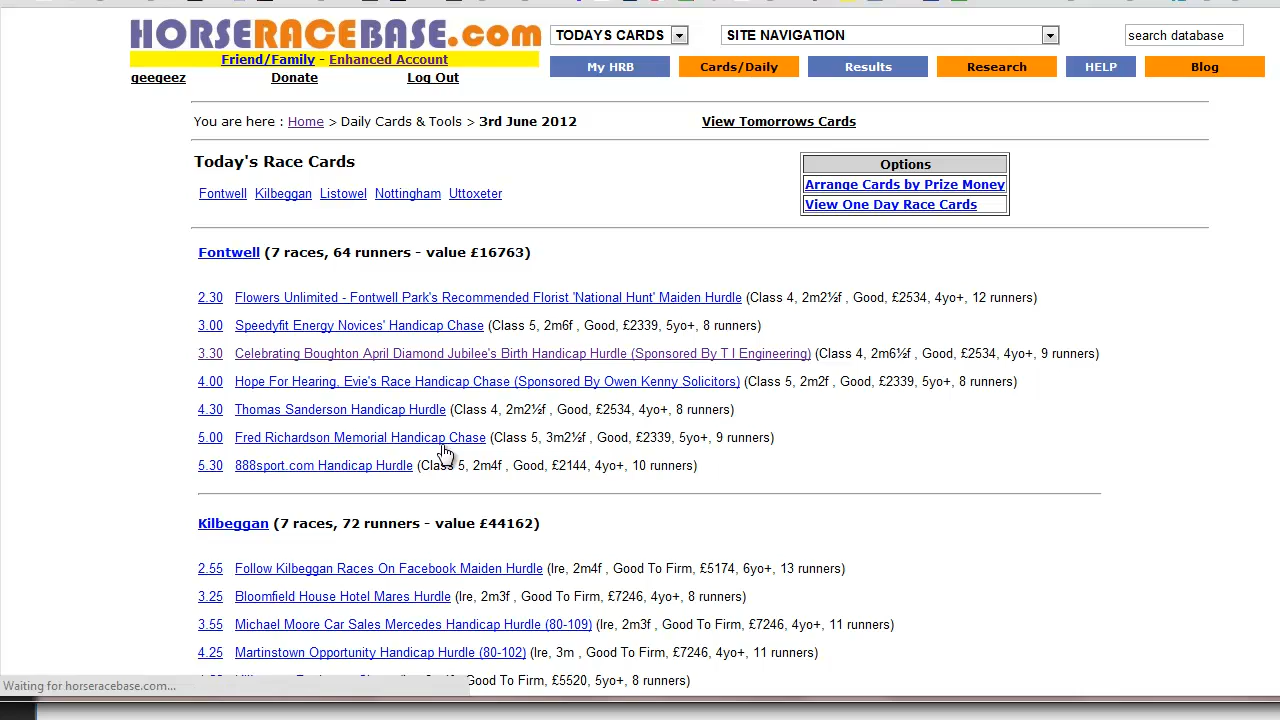 HORSERACEBASE.com
TODAYS CARDS
SITE NAVIGATION
search database
Friend/Family - Enhanced Account
geegeez Donate Log Out
My HRB Cards/Daily Results Research HELP Blog
You are here : Home > Daily Cards & Tools > 3rd June 2012 View Tomorrows Cards
Today's Race Cards
Options
Arrange Cards by Prize Money
View One Day Race Cards
Fontwell Kilbeggan Listowel Nottingham Uttoxeter
Fontwell (7 races, 64 runners - value £16763)
2.30 Flowers Unlimited - Fontwell Park's Recommended Florist 'National Hunt' Maiden Hurdle (Class 4, 2m2½f , Good, £2534, 4yo+, 12 runners)
3.00 Speedyfit Energy Novices' Handicap Chase (Class 5, 2m6f , Good, £2339, 5yo+, 8 runners)
3.30 Celebrating Boughton April Diamond Jubilee's Birth Handicap Hurdle (Sponsored By T I Engineering) (Class 4, 2m6½f , Good, £2534, 4yo+, 9 runners)
4.00 Hope For Hearing, Evie's Race Handicap Chase (Sponsored By Owen Kenny Solicitors) (Class 5, 2m2f , Good, £2339, 5yo+, 8 runners)
4.30 Thomas Sanderson Handicap Hurdle (Class 4, 2m2½f , Good, £2534, 4yo+, 8 runners)
5.00 Fred Richardson Memorial Handicap Chase (Class 5, 3m2½f , Good, £2339, 5yo+, 9 runners)
5.30 888sport.com Handicap Hurdle (Class 5, 2m4f , Good, £2144, 4yo+, 10 runners)
Kilbeggan (7 races, 72 runners - value £44162)
2.55 Follow Kilbeggan Races On Facebook Maiden Hurdle (Ire, 2m4f , Good To Firm, £5174, 6yo+, 13 runners)
3.25 Bloomfield House Hotel Mares Hurdle (Ire, 2m3f , Good To Firm, £7246, 4yo+, 8 runners)
3.55 Michael Moore Car Sales Mercedes Handicap Hurdle (80-109) (Ire, 2m3f , Good To Firm, £7246, 4yo+, 11 runners)
4.25 Martinstown Opportunity Handicap Hurdle (80-102) (Ire, 3m , Good To Firm, £7246, 4yo+, 11 runners)
Good To Firm, £5520, 5yo+, 8 runners)
Waiting for horseracebase.com...